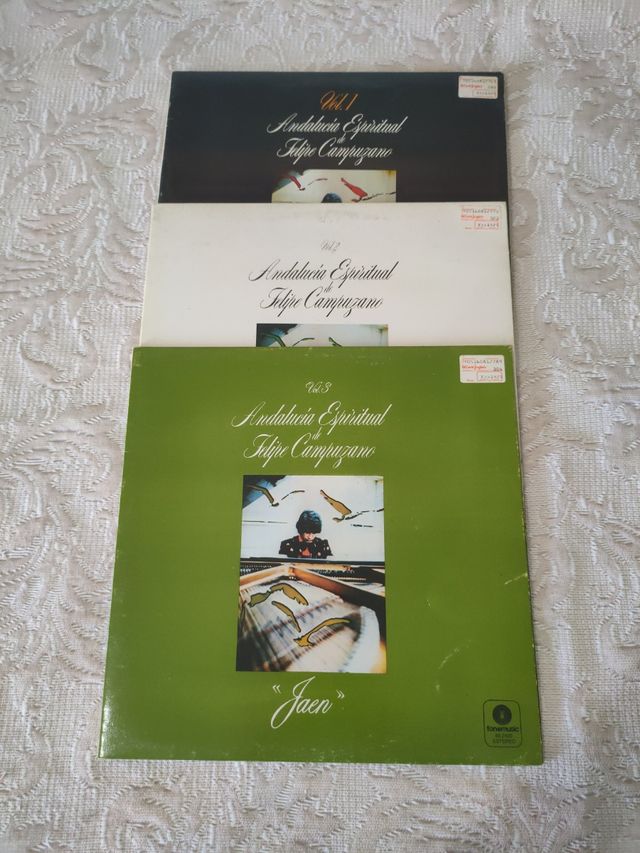 Vol. 1
Andalucía Espiritual
de
Felipe Campuzano
Vol. 2
Andalucía Espiritual
de
Felipe Campuzano
Vol. 3
Andalucía Espiritual
de
Felipe Campuzano
"Jaen"
fonomusic
ESTEREO